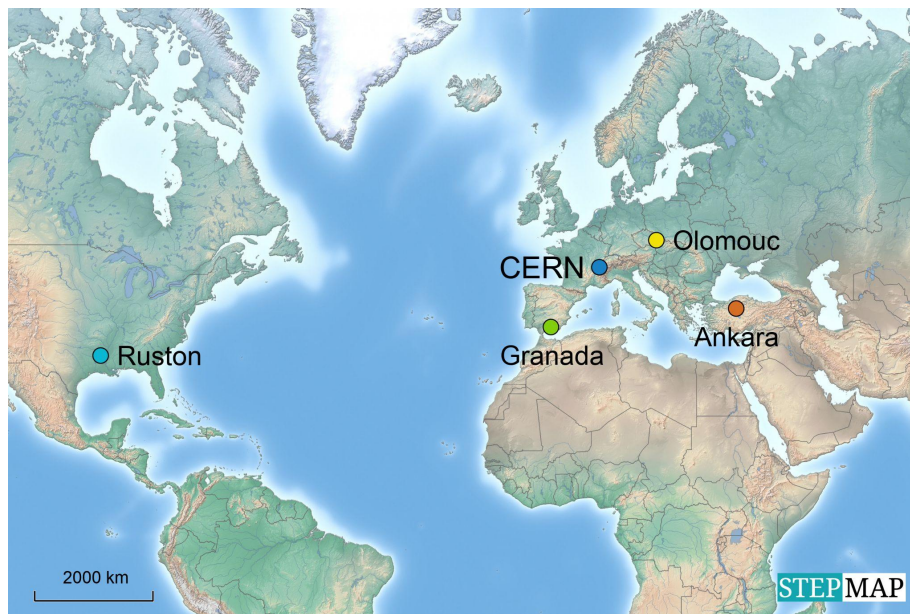 Olomouc
CERN
Ankara
Ruston
Granada
2000 km
STEPMAP